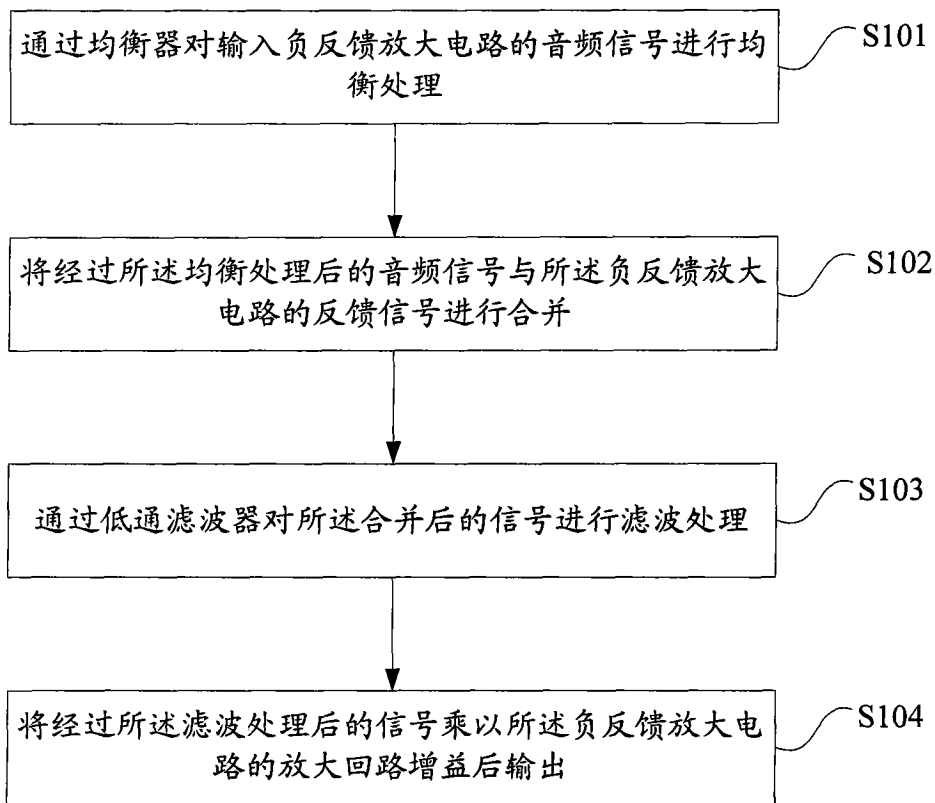 通过均衡器对输入负反馈放大电路的音频信号进行均
衡处理
S101
将经过所述均衡处理后的音频信号与所述负反馈放大
电路的反馈信号进行合并
S102
通过低通滤波器对所述合并后的信号进行滤波处理
S103
将经过所述滤波处理后的信号乘以所述负反馈放大电
路的放大回路增益后输出
S104